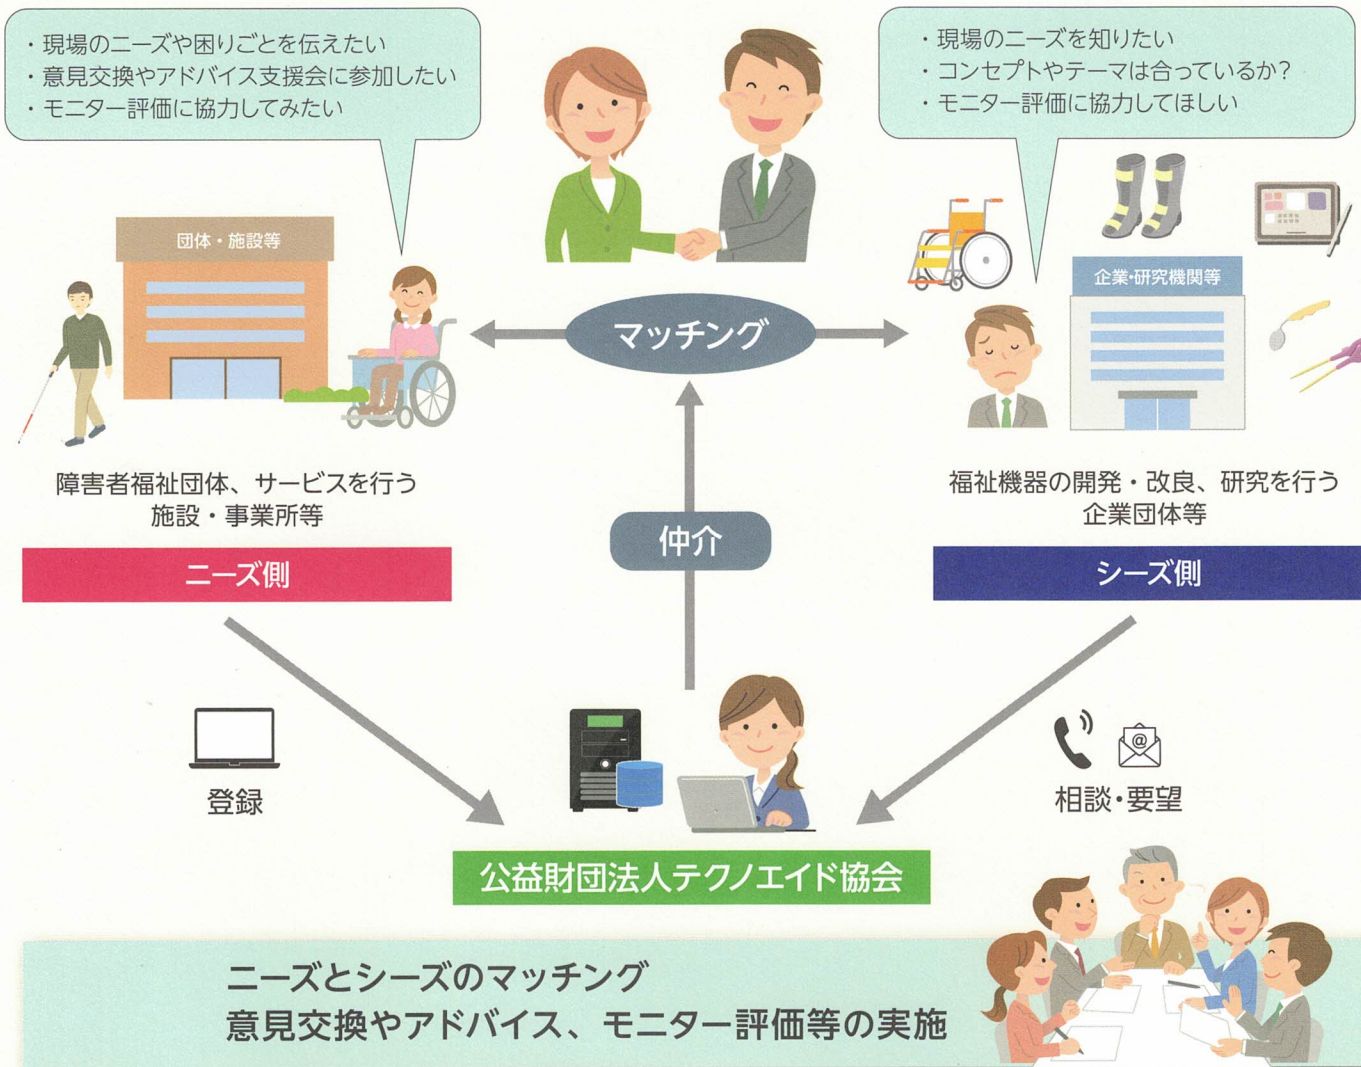 ・現場のニーズや困りごとを伝えたい
・意見交換やアドバイス支援会に参加したい
・モニター評価に協力してみたい
・現場のニーズを知りたい
・コンセプトやテーマは合っているか？
・モニター評価に協力してほしい
団体・施設等
企業・研究機関等
マッチング
障害者福祉団体、サービスを行う
施設・事業所等
福祉機器の開発・改良、研究を行う
企業団体等
仲介
ニーズ側
シーズ側
登録
@
相談・要望
公益財団法人テクノエイド協会
ニーズとシーズのマッチング
意見交換やアドバイス、モニター評価等の実施